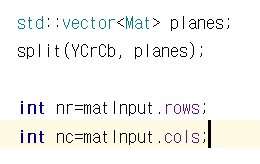 std::vector<Mat> planes;
split(YCrCb, planes);
int nr=matInput.rows;
int nc=matInput.cols;